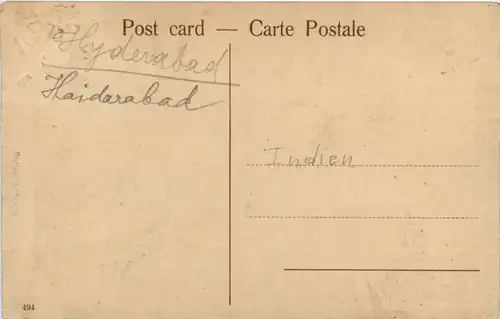 Post card — Carte Postale
Hyderabad
Haidarabad
Indien
494